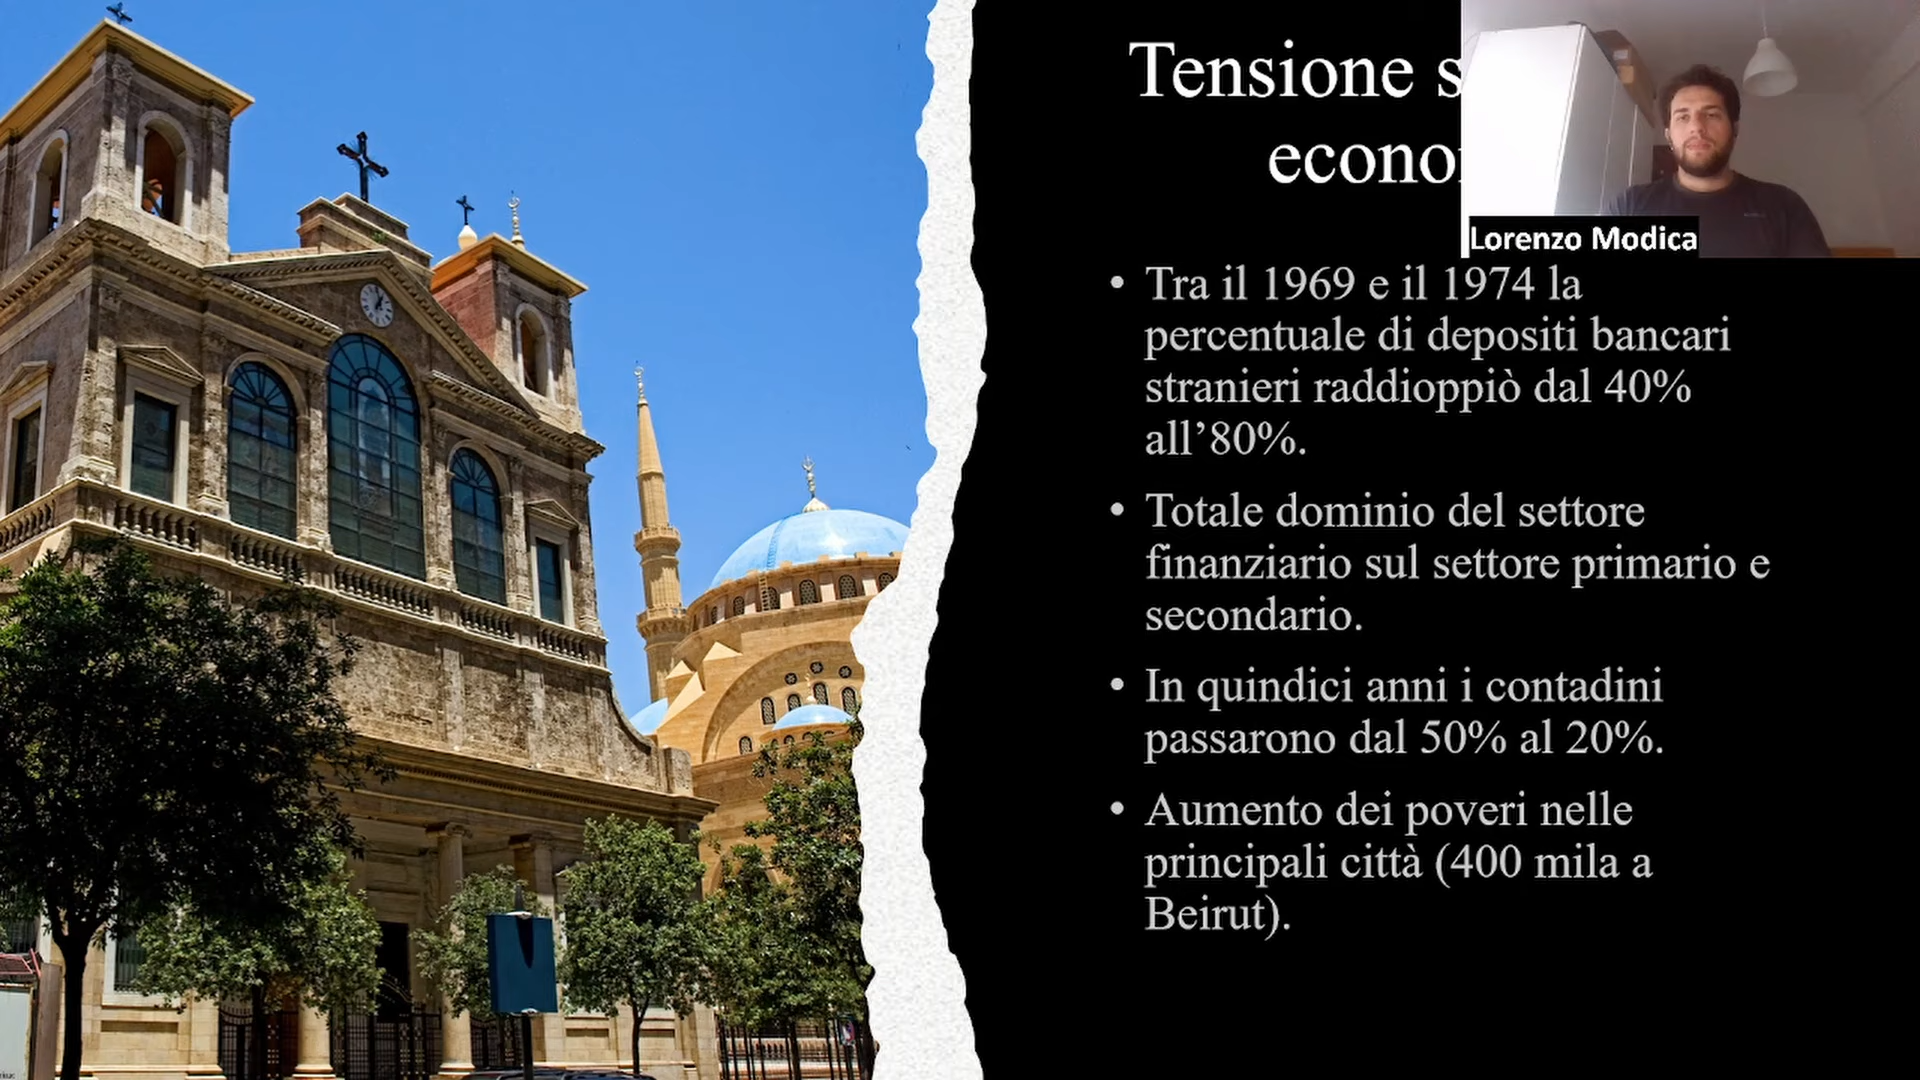 Tensione s
econo
Lorenzo Modica
• Tra il 1969 e il 1974 la
percentuale di depositi bancari
stranieri raddioppiò dal 40%
all’80%.
• Totale dominio del settore
finanziario sul settore primario e
secondario.
• In quindici anni i contadini
passarono dal 50% al 20%.
• Aumento dei poveri nelle
principali città (400 mila a
Beirut).